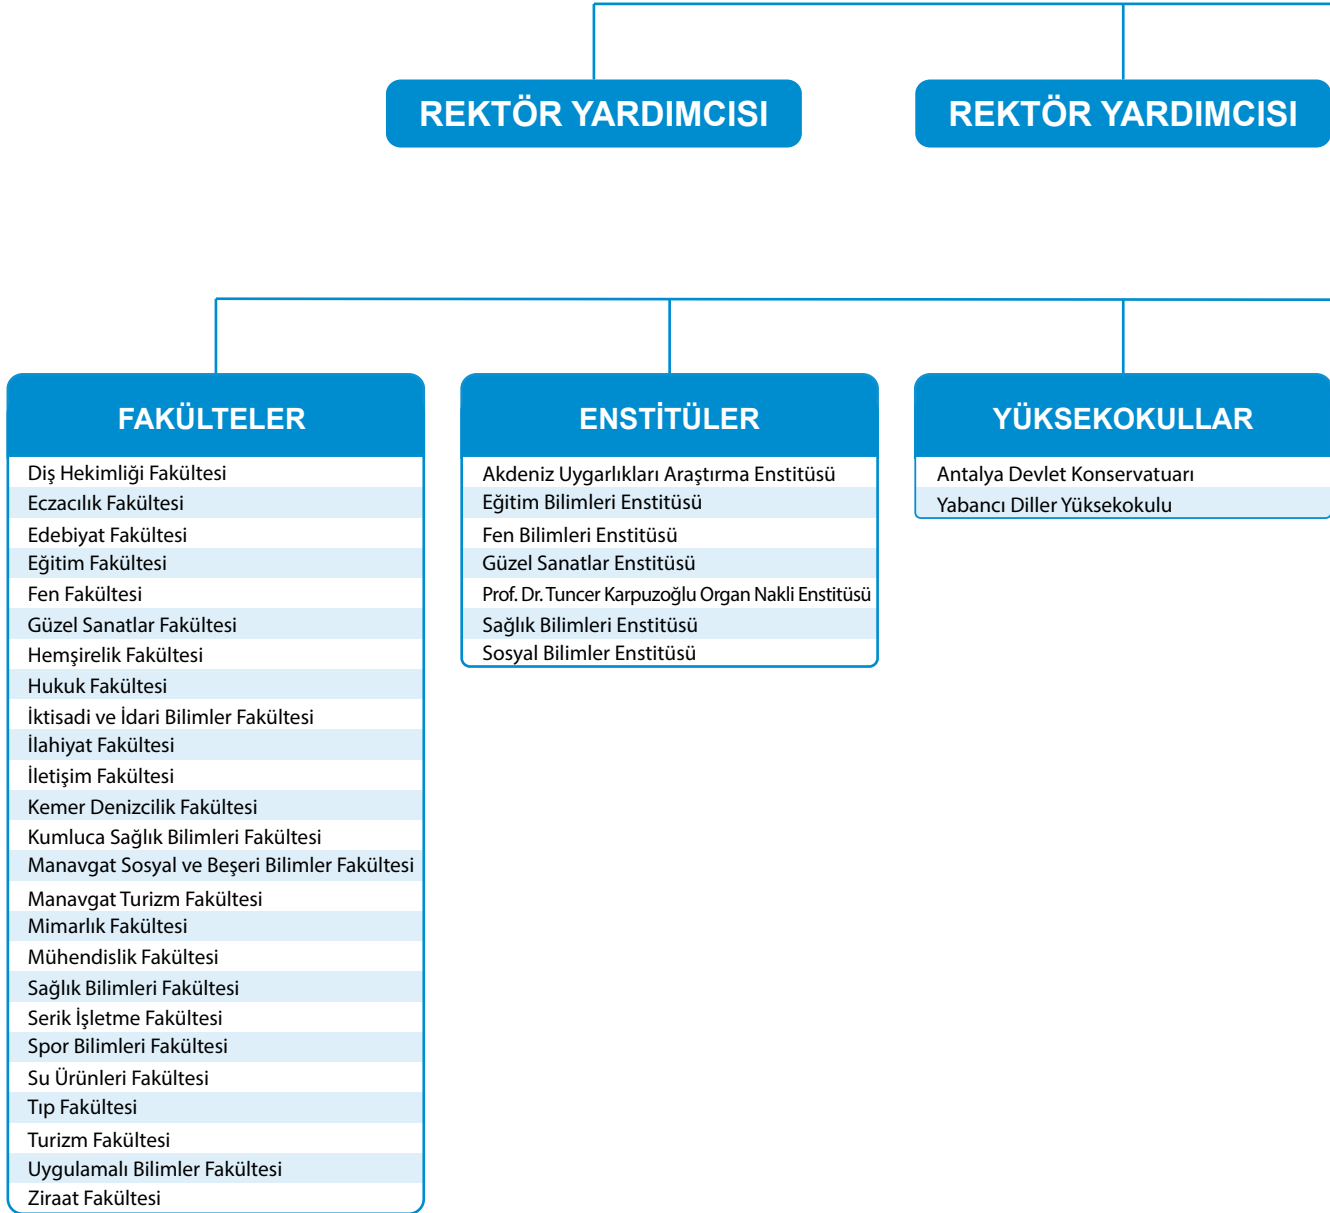 REKTÖR YARDIMCISI
REKTÖR YARDIMCISI
FAKÜLTELER
Diş Hekimliği Fakültesi
Eczacılık Fakültesi
Edebiyat Fakültesi
Eğitim Fakültesi
Fen Fakültesi
Güzel Sanatlar Fakültesi
Hemşirelik Fakültesi
Hukuk Fakültesi
İktisadi ve İdari Bilimler Fakültesi
İlahiyat Fakültesi
İletişim Fakültesi
Kemer Denizcilik Fakültesi
Kumluca Sağlık Bilimleri Fakültesi
Manavgat Sosyal ve Beşeri Bilimler Fakültesi
Manavgat Turizm Fakültesi
Mimarlık Fakültesi
Mühendislik Fakültesi
Sağlık Bilimleri Fakültesi
Serik İşletme Fakültesi
Spor Bilimleri Fakültesi
Su Ürünleri Fakültesi
Tıp Fakültesi
Turizm Fakültesi
Uygulamalı Bilimler Fakültesi
Ziraat Fakültesi
ENSTİTÜLER
Akdeniz Uygarlıkları Araştırma Enstitüsü
Eğitim Bilimleri Enstitüsü
Fen Bilimleri Enstitüsü
Güzel Sanatlar Enstitüsü
Prof. Dr. Tuncer Karpuzoğlu Organ Nakli Enstitüsü
Sağlık Bilimleri Enstitüsü
Sosyal Bilimler Enstitüsü
YÜKSEKOKULLAR
Antalya Devlet Konservatuarı
Yabancı Diller Yüksekokulu